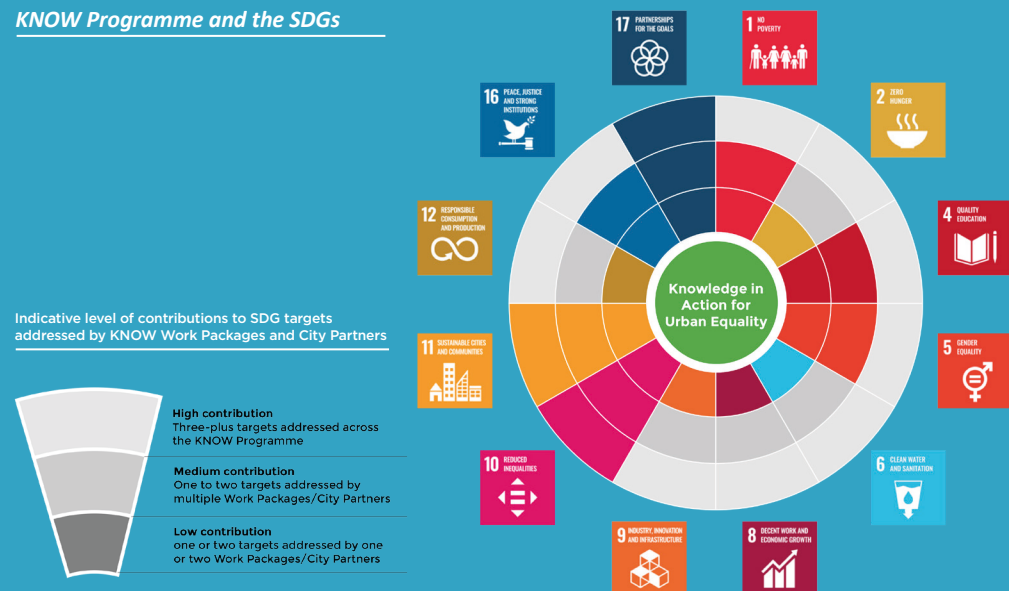 KNOW Programme and the SDGs
17 PARTNERSHIPS
FOR THE GOALS
1 NO
POVERTY
16 PEACE, JUSTICE
AND STRONG
INSTITUTIONS
2 ZERO
HUNGER
12 RESPONSIBLE
CONSUMPTION
AND PRODUCTION
4 QUALITY
EDUCATION
Knowledge in
Action for
Urban Equality
Indicative level of contributions to SDG targets
addressed by KNOW Work Packages and City Partners
11 SUSTAINABLE CITIES
AND COMMUNITIES
5 GENDER
EQUALITY
High contribution
Three-plus targets addressed across
the KNOW Programme
Medium contribution
One to two targets addressed by
multiple Work Packages/City Partners
Low contribution
one or two targets addressed by one
or two Work Packages/City Partners
10 REDUCED
INEQUALITIES
6 CLEAN WATER
AND SANITATION
9 INDUSTRY, INNOVATION
AND INFRASTRUCTURE
8 DECENT WORK AND
ECONOMIC GROWTH